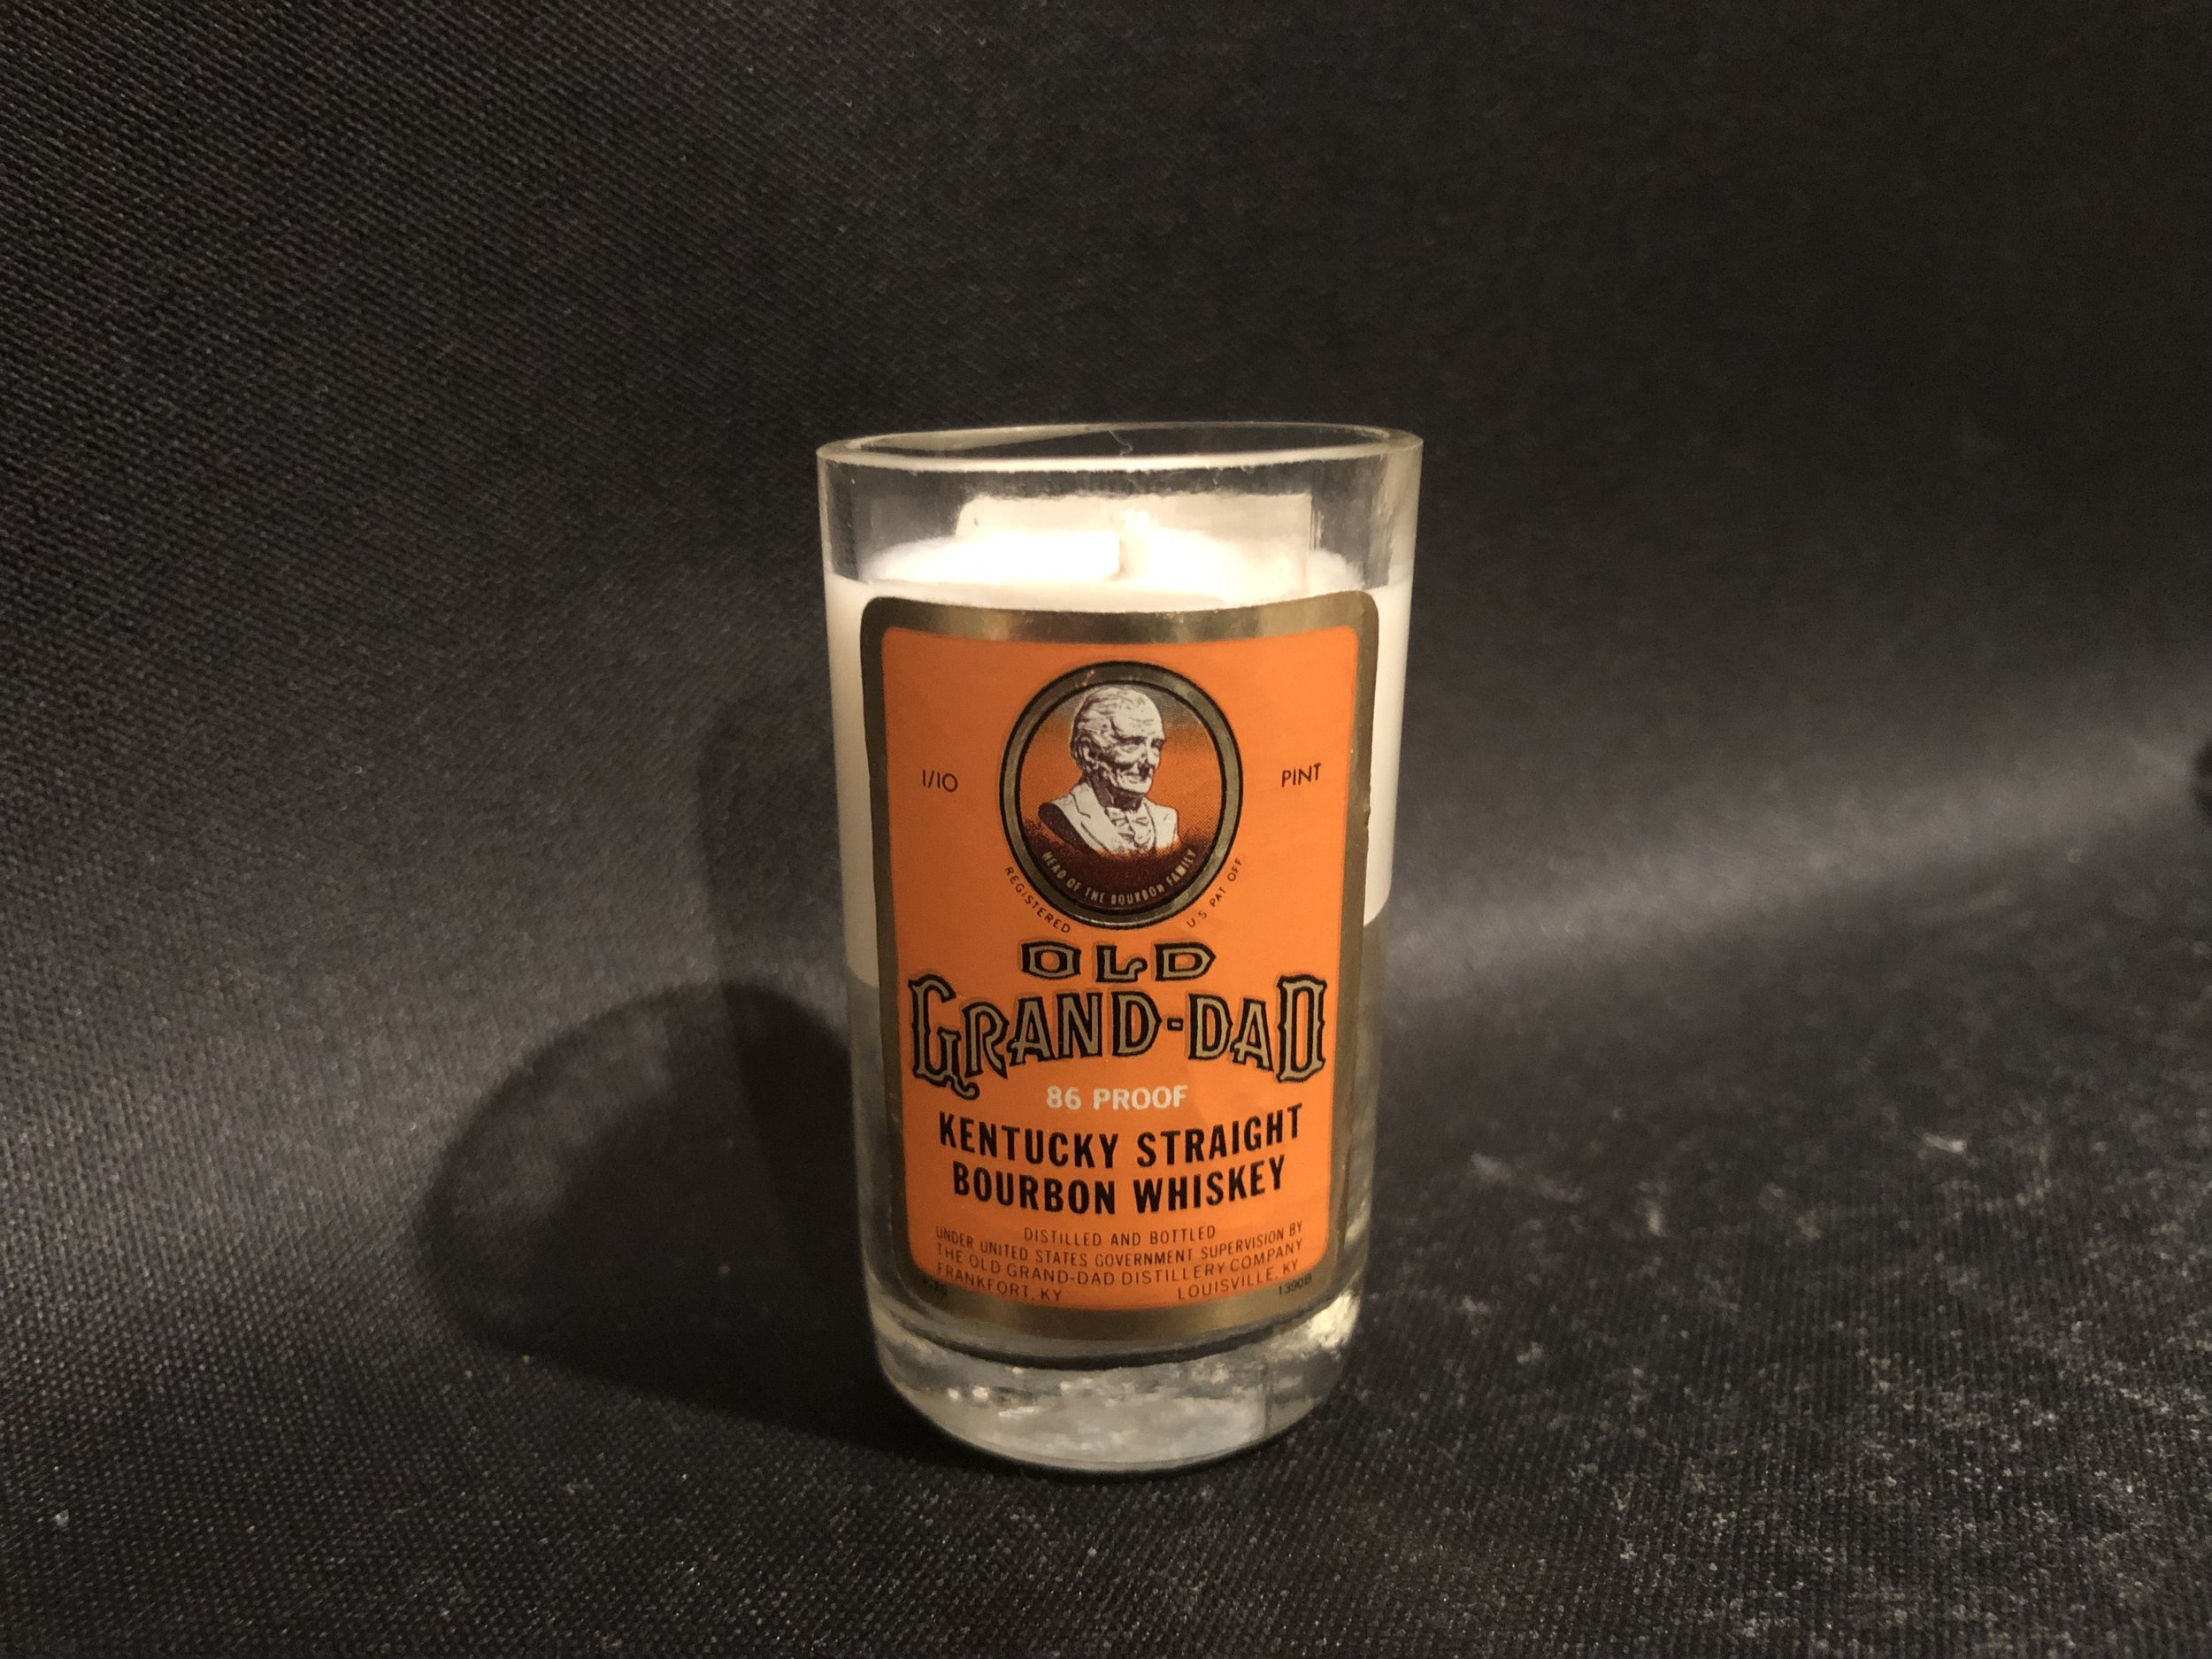 1/10 PINT
HEAD OF THE BOURBON FAMILY
REGISTERED U.S. PAT. OFF.
OLD
GRAND-DAD
86 PROOF
KENTUCKY STRAIGHT
BOURBON WHISKEY
DISTILLED AND BOTTLED
UNDER UNITED STATES GOVERNMENT SUPERVISION BY
THE OLD GRAND-DAD DISTILLERY COMPANY
FRANKFORT, KY LOUISVILLE, KY
1390B